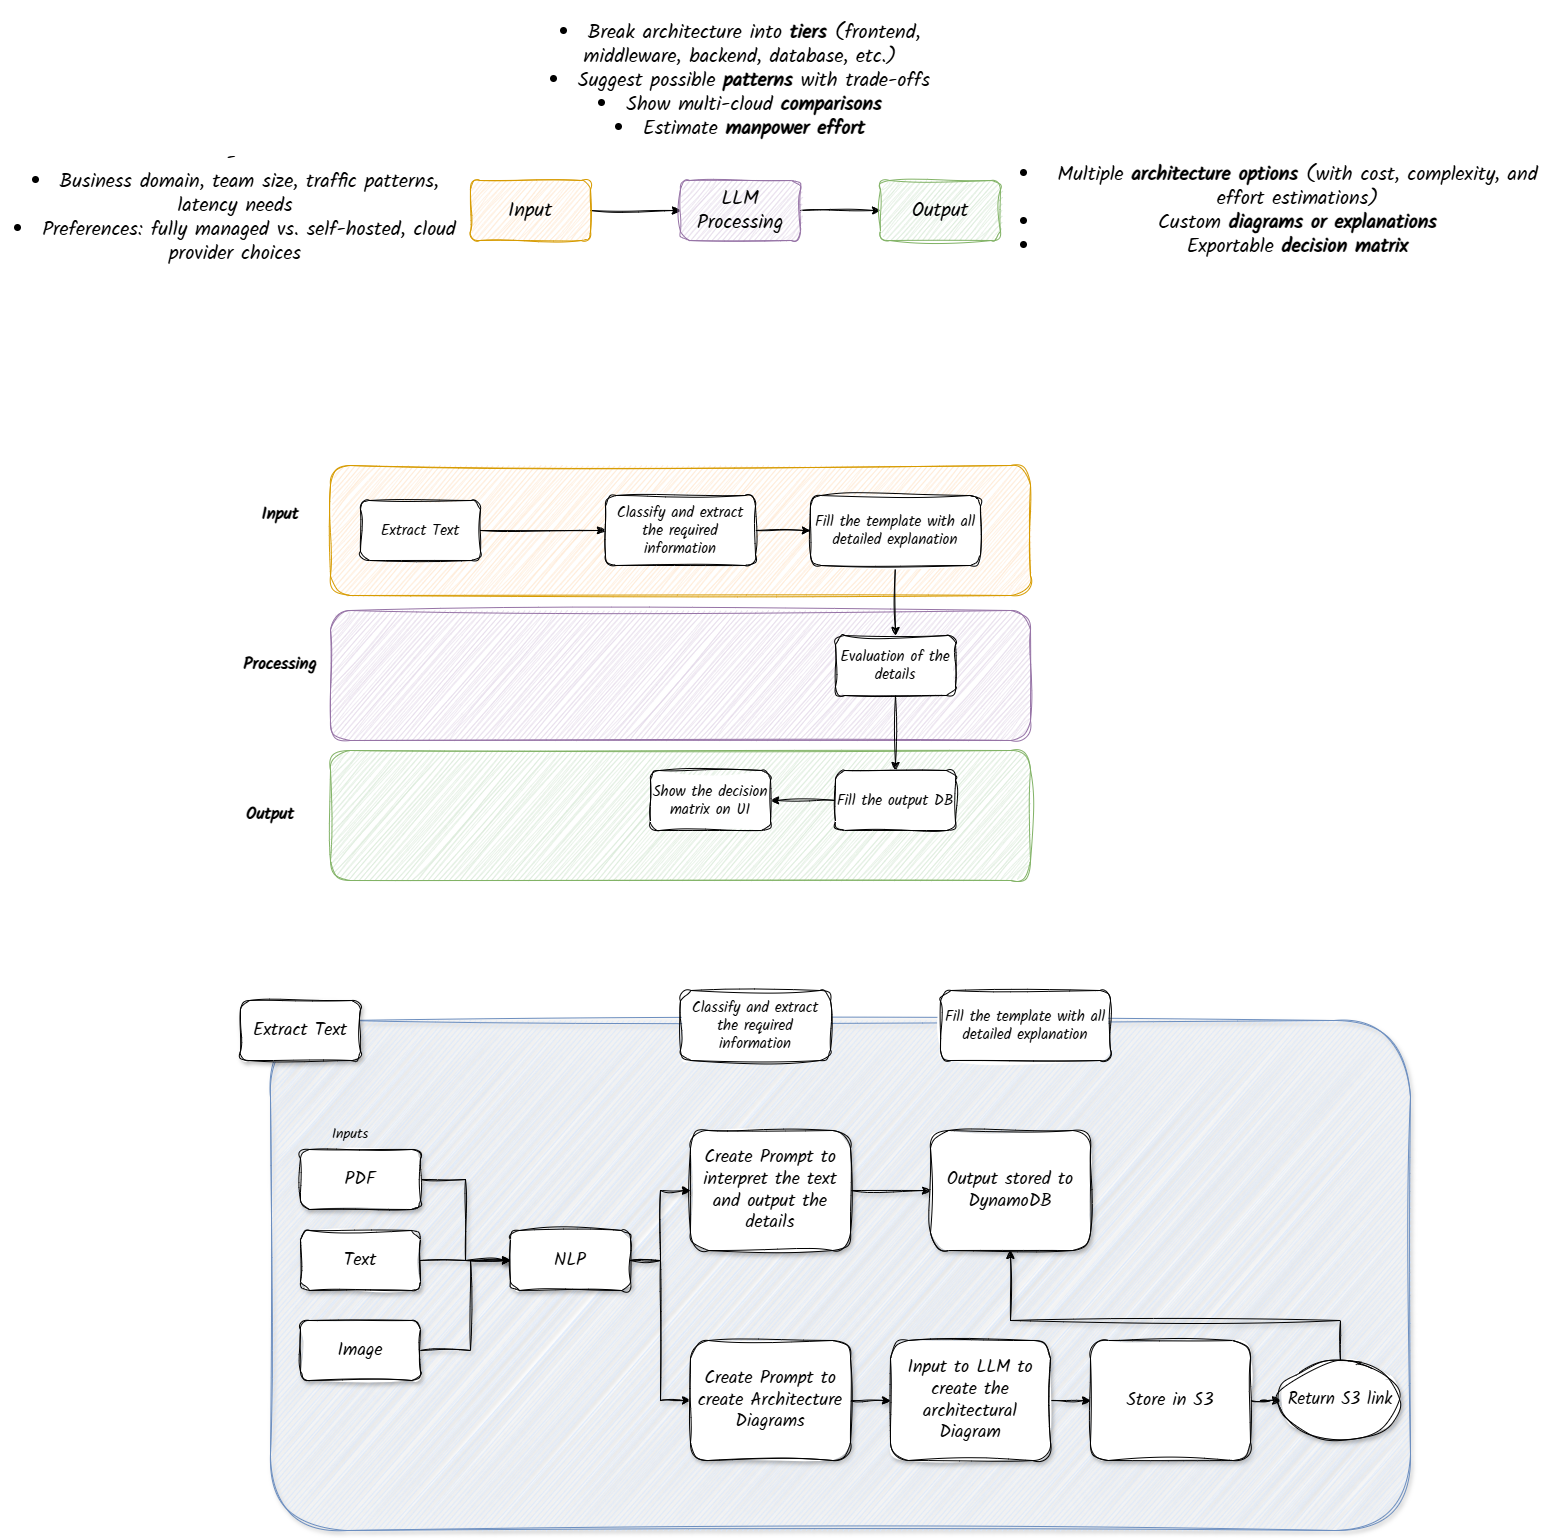 • Break architecture into tiers (frontend,
middleware, backend, database, etc.)
• Suggest possible patterns with trade-offs
• Show multi-cloud comparisons
• Estimate manpower effort
• Business domain, team size, traffic patterns,
latency needs
• Preferences: fully managed vs. self-hosted, cloud
provider choices
Input
LLM
Processing
Output
• Multiple architecture options (with cost, complexity, and
effort estimations)
• Custom diagrams or explanations
• Exportable decision matrix
Input
Extract Text
Classify and extract
the required
information
Fill the template with all
detailed explanation
Processing
Evaluation of the
details
Output
Show the decision
matrix on UI
Fill the output DB
Extract Text
Classify and extract
the required
information
Fill the template with all
detailed explanation
Inputs
PDF
Text
Image
NLP
Create Prompt to
interpret the text
and output the
details
Output stored to
DynamoDB
Create Prompt to
create Architecture
Diagrams
Input to LLM to
create the
architectural
Diagram
Store in S3
Return S3 link